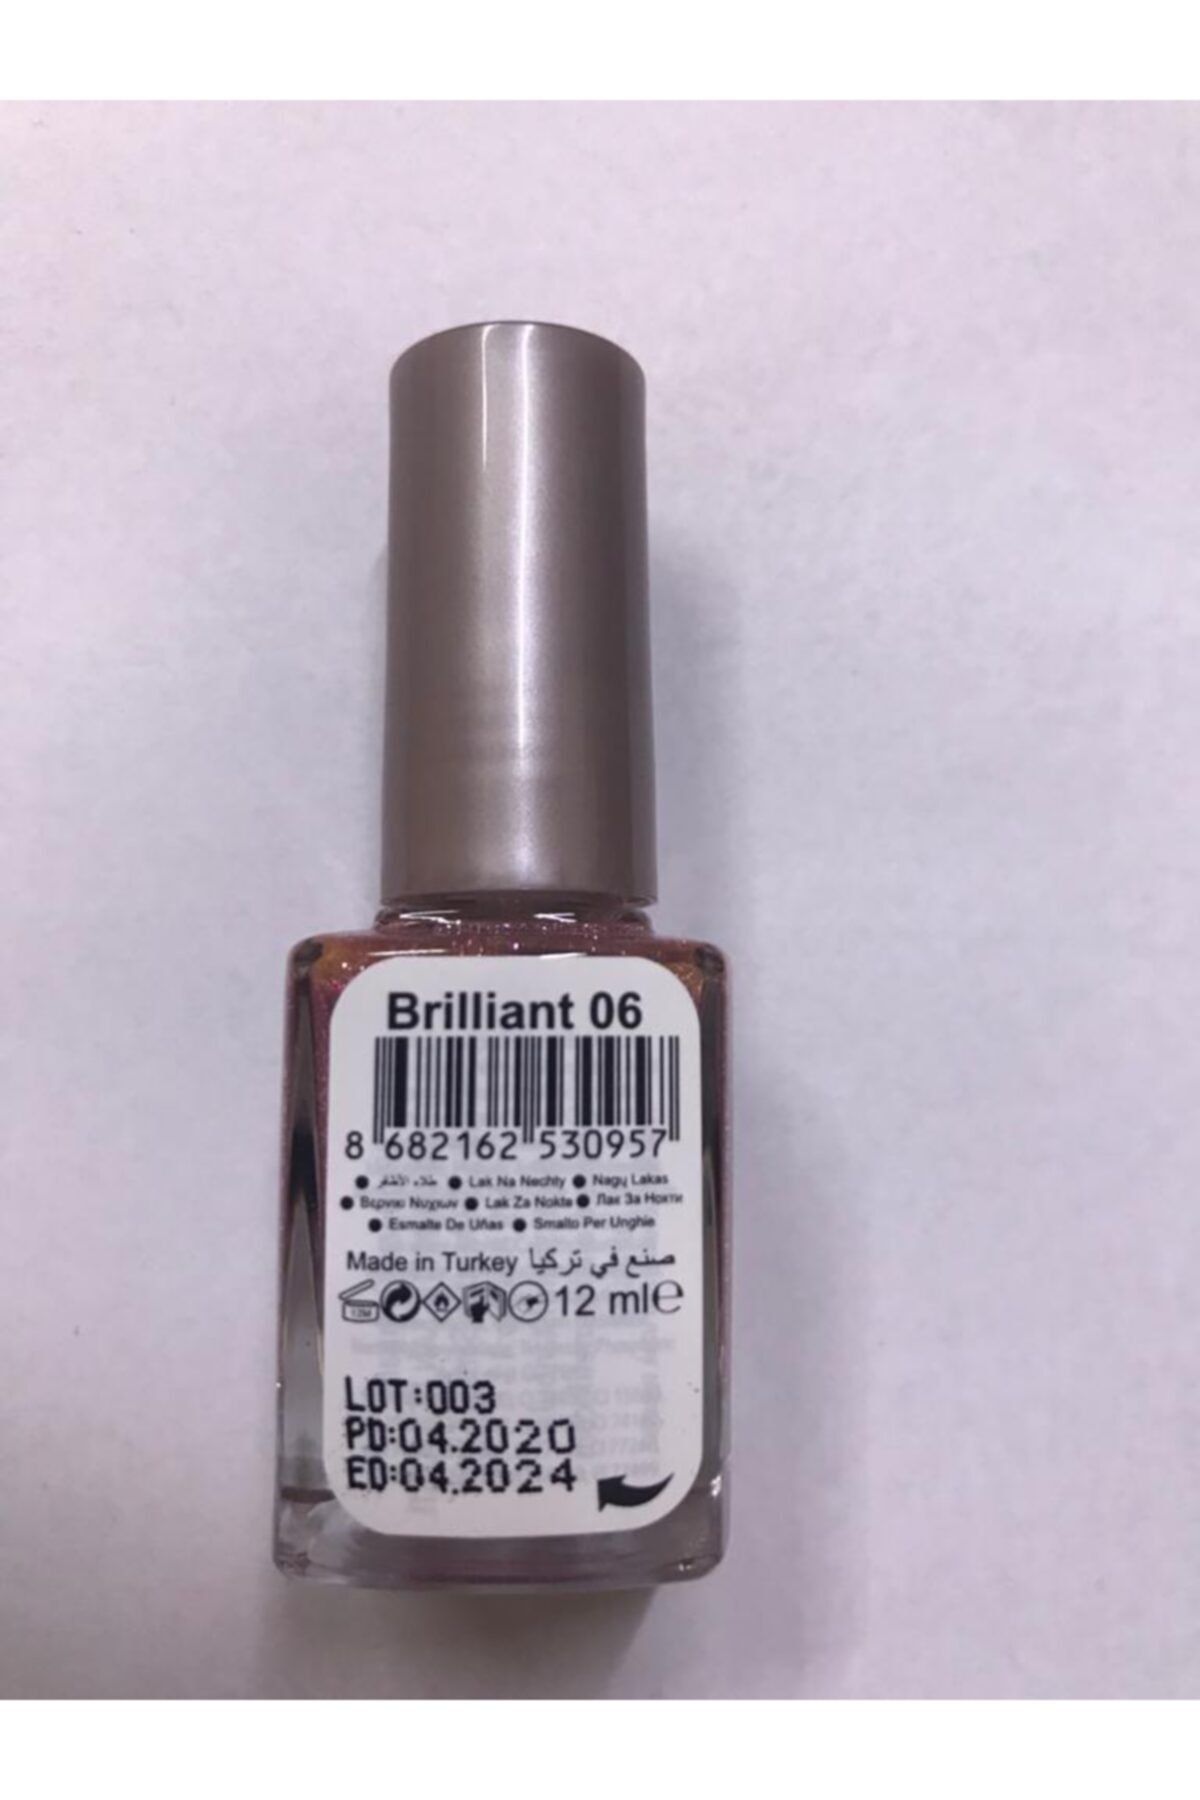 Brilliant 06
8 682162 530957
● طلاء الأظافر ● Lak Na Nechty ● Nagų Lakas
● Βερνικι Νυχιων ● Lak Za Nokte ● Лак За Нокти
● Esmalte De Uñas ● Smalto Per Unghie
Made in Turkey صنع في تركيا
12M 12 ml℮
LOT:003
PD:04.2020
ED:04.2024